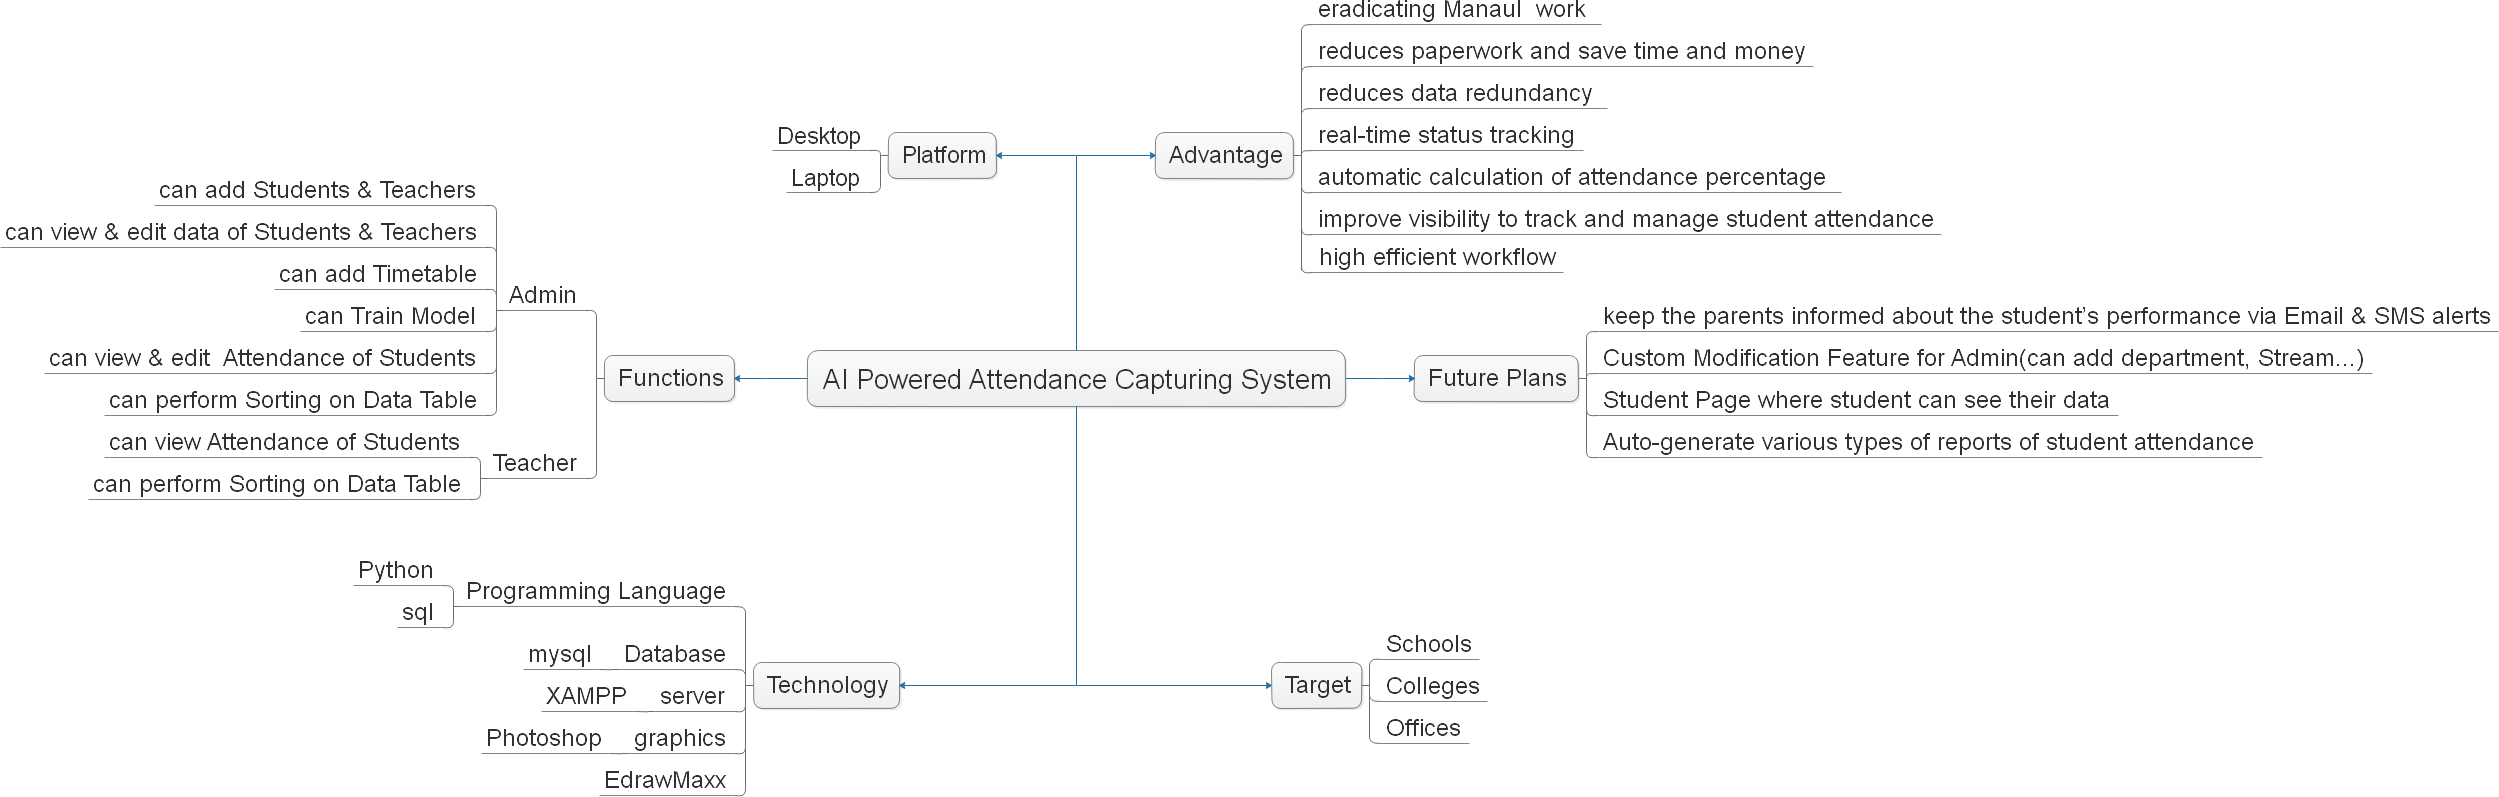 AI Powered Attendance Capturing System
Platform
Desktop
Laptop
Advantage
eradicating Manaul  work
reduces paperwork and save time and money
reduces data redundancy
real-time status tracking
automatic calculation of attendance percentage
improve visibility to track and manage student attendance
high efficient workflow
Functions
Admin
can add Students & Teachers
can view & edit data of Students & Teachers
can add Timetable
can Train Model
can view & edit  Attendance of Students
can perform Sorting on Data Table
Teacher
can view Attendance of Students
can perform Sorting on Data Table
Future Plans
keep the parents informed about the student’s performance via Email & SMS alerts
Custom Modification Feature for Admin(can add department, Stream...)
Student Page where student can see their data
Auto-generate various types of reports of student attendance
Technology
Programming Language
Python
sql
Database
mysql
server
XAMPP
graphics
Photoshop
EdrawMaxx
Target
Schools
Colleges
Offices